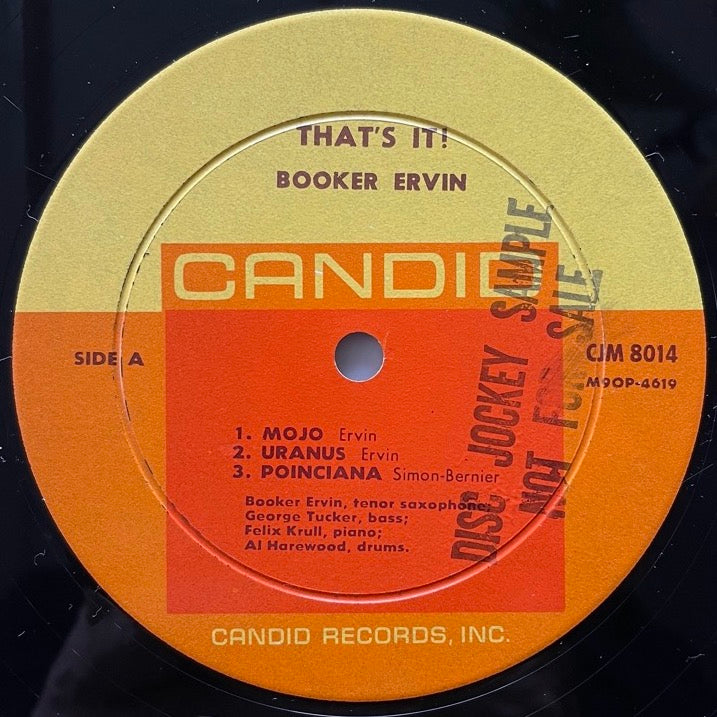 THAT'S IT!
BOOKER ERVIN
CANDID
SIDE A
CJM 8014
M9OP-4619
1. MOJO Ervin
2. URANUS Ervin
3. POINCIANA Simon-Bernier
Booker Ervin, tenor saxophone;
George Tucker, bass;
Felix Krull, piano;
Al Harewood, drums.
CANDID RECORDS, INC.
DISC JOCKEY SAMPLE
NOT FOR SALE